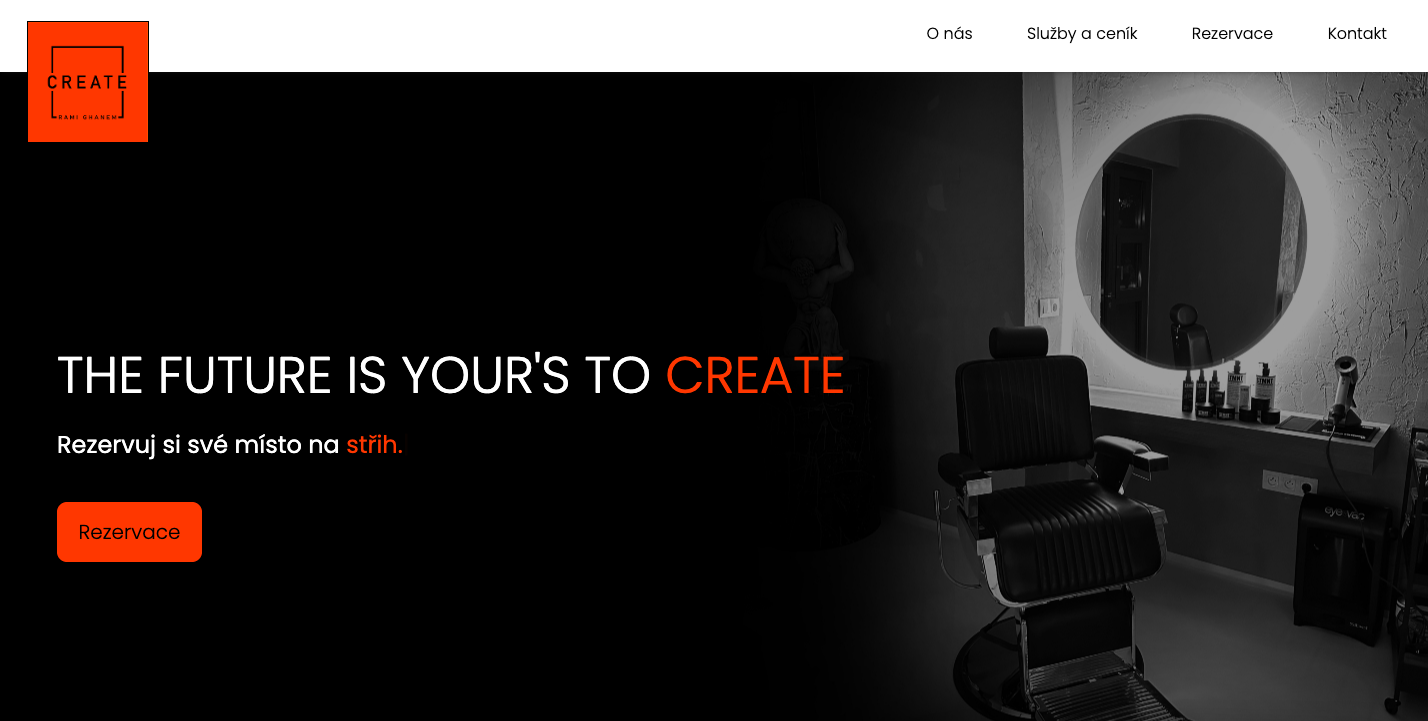 O nás
Služby a ceník
Rezervace
Kontakt
CREATE
RAMI GHANEM
THE FUTURE IS YOUR'S TO CREATE
Rezervuj si své místo na střih.
Rezervace
eye vac